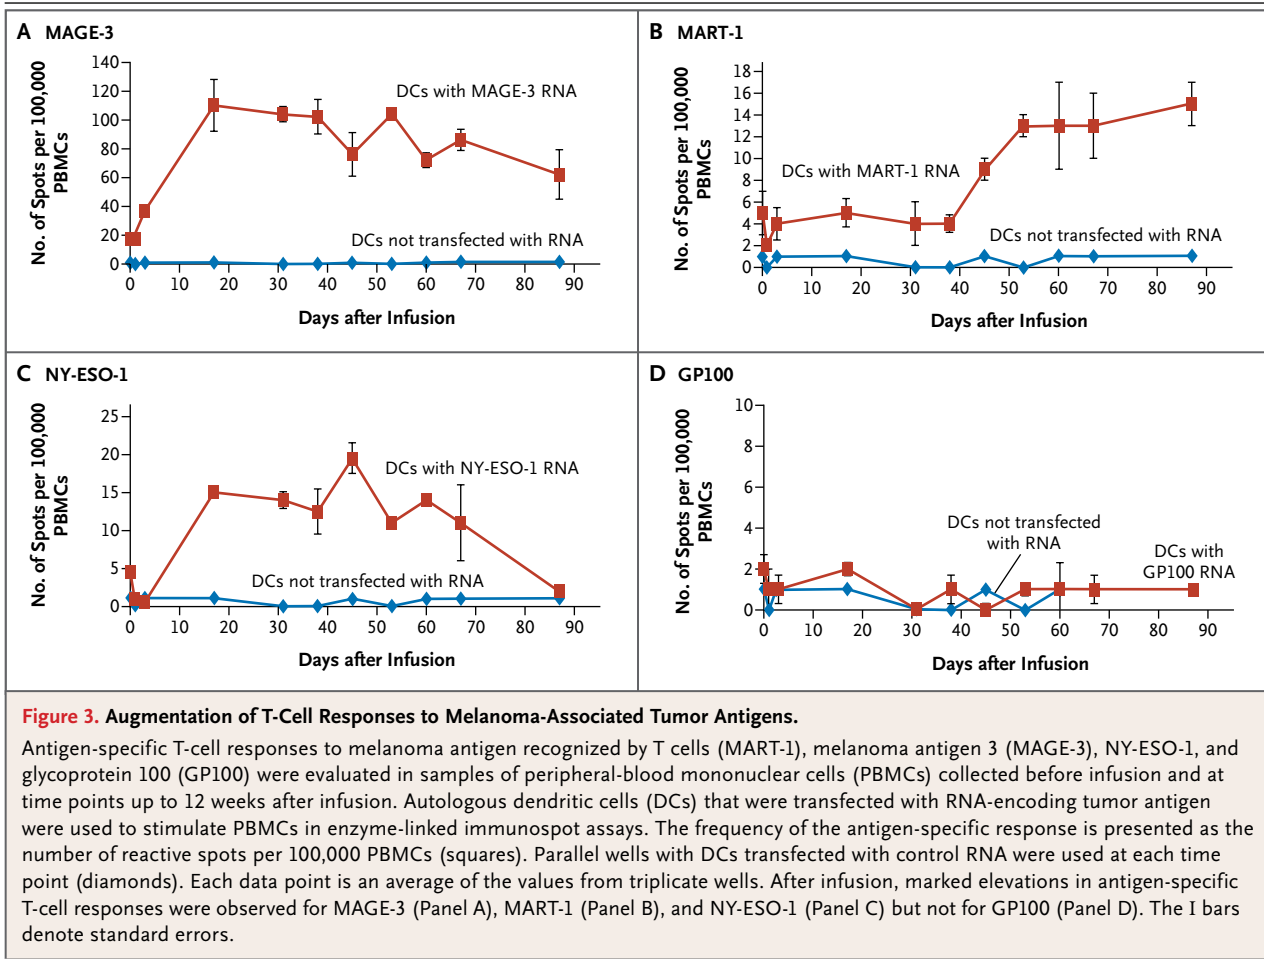 A MAGE-3
No. of Spots per 100,000
PBMCs
140
120
100
80
60
40
20
0
DCs with MAGE-3 RNA
DCs not transfected with RNA
0 10 20 30 40 50 60 70 80 90
Days after Infusion
B MART-1
No. of Spots per 100,000
PBMCs
18
16
14
12
10
8
6
4
2
0
DCs with MART-1 RNA
DCs not transfected with RNA
0 10 20 30 40 50 60 70 80 90
Days after Infusion
C NY-ESO-1
No. of Spots per 100,000
PBMCs
25
20
15
10
5
0
DCs with NY-ESO-1 RNA
DCs not transfected with RNA
0 10 20 30 40 50 60 70 80 90
Days after Infusion
D GP100
No. of Spots per 100,000
PBMCs
10
8
6
4
2
0
DCs not transfected
with RNA
DCs with
GP100 RNA
0 10 20 30 40 50 60 70 80 90
Days after Infusion
Figure 3. Augmentation of T-Cell Responses to Melanoma-Associated Tumor Antigens.
Antigen-specific T-cell responses to melanoma antigen recognized by T cells (MART-1), melanoma antigen 3 (MAGE-3), NY-ESO-1, and
glycoprotein 100 (GP100) were evaluated in samples of peripheral-blood mononuclear cells (PBMCs) collected before infusion and at
time points up to 12 weeks after infusion. Autologous dendritic cells (DCs) that were transfected with RNA-encoding tumor antigen
were used to stimulate PBMCs in enzyme-linked immunospot assays. The frequency of the antigen-specific response is presented as the
number of reactive spots per 100,000 PBMCs (squares). Parallel wells with DCs transfected with control RNA were used at each time
point (diamonds). Each data point is an average of the values from triplicate wells. After infusion, marked elevations in antigen-specific
T-cell responses were observed for MAGE-3 (Panel A), MART-1 (Panel B), and NY-ESO-1 (Panel C) but not for GP100 (Panel D). The I bars
denote standard errors.